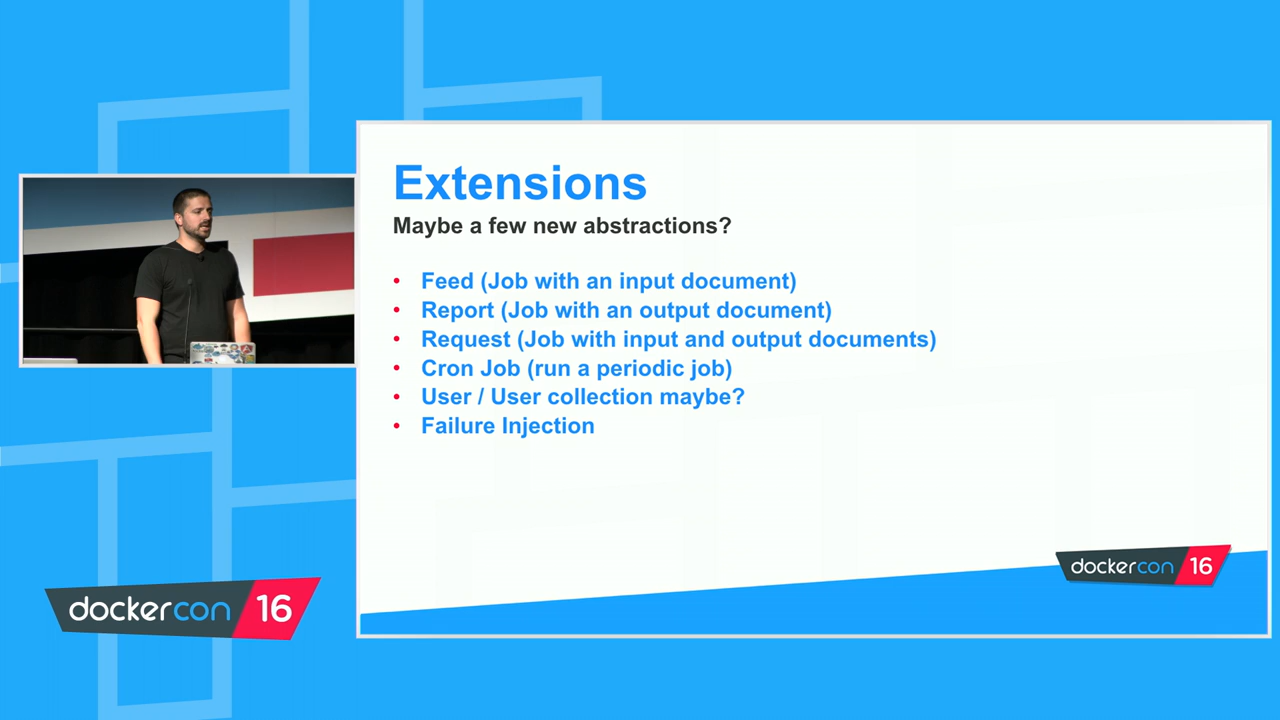 Extensions
Maybe a few new abstractions?
• Feed (Job with an input document)
• Report (Job with an output document)
• Request (Job with input and output documents)
• Cron Job (run a periodic job)
• User / User collection maybe?
• Failure Injection
dockercon 16
dockercon 16